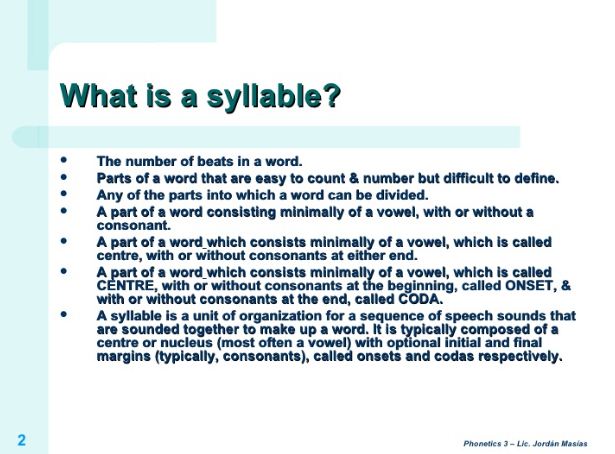 What is a syllable?
• The number of beats in a word.
• Parts of a word that are easy to count & number but difficult to define.
• Any of the parts into which a word can be divided.
• A part of a word consisting minimally of a vowel, with or without a
consonant.
• A part of a word which consists minimally of a vowel, which is called
centre, with or without consonants at either end.
• A part of a word which consists minimally of a vowel, which is called
CENTRE, with or without consonants at the beginning, called ONSET, &
with or without consonants at the end, called CODA.
• A syllable is a unit of organization for a sequence of speech sounds that
are sounded together to make up a word. It is typically composed of a
centre or nucleus (most often a vowel) with optional initial and final
margins (typically, consonants), called onsets and codas respectively.
2
Phonetics 3 – Lic. Jordán Masías